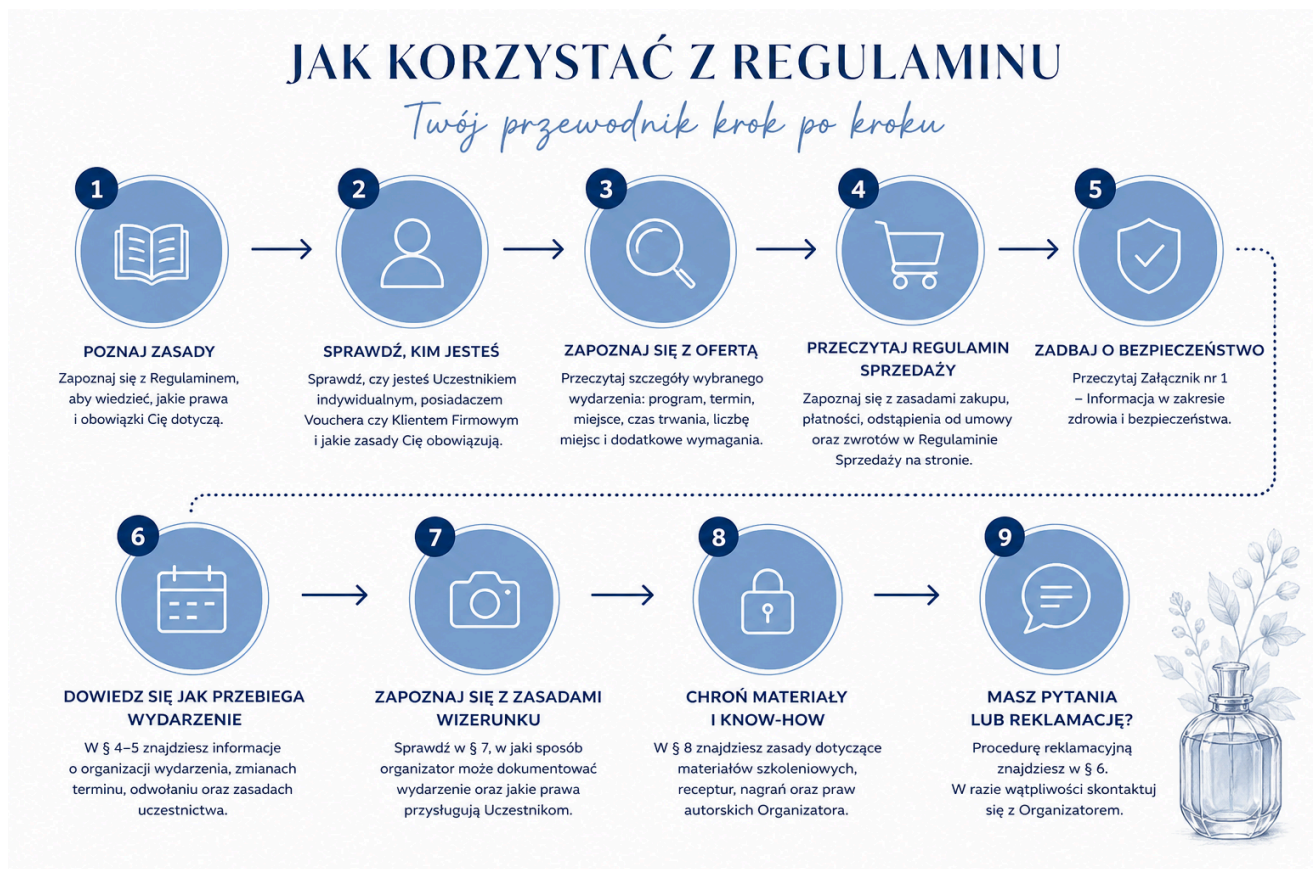 JAK KORZYSTAĆ Z REGULAMINU
Twój przewodnik krok po kroku
1
POZNAJ ZASADY
Zapoznaj się z Regulaminem,
aby wiedzieć, jakie prawa
i obowiązki Cię dotyczą.
2
SPRAWDŹ, KIM JESTEŚ
Sprawdź, czy jesteś Uczestnikiem
indywidualnym, posiadaczem
Vouchera czy Klientem Firmowym
i jakie zasady Cię obowiązują.
3
ZAPOZNAJ SIĘ Z OFERTĄ
Przeczytaj szczegóły wybranego
wydarzenia: program, termin,
miejsce, czas trwania, liczbę
miejsc i dodatkowe wymagania.
4
PRZECZYTAJ REGULAMIN
SPRZEDAŻY
Zapoznaj się z zasadami zakupu,
płatności, odstąpienia od umowy
oraz zwrotów w Regulaminie
Sprzedaży na stronie.
5
ZADBAJ O BEZPIECZEŃSTWO
Przeczytaj Załącznik nr 1
– Informacja w zakresie
zdrowia i bezpieczeństwa.
6
DOWIEDZ SIĘ JAK PRZEBIEGA
WYDARZENIE
W § 4–5 znajdziesz informacje
o organizacji wydarzenia, zmianach
terminu, odwołaniu oraz zasadach
uczestnictwa.
7
ZAPOZNAJ SIĘ Z ZASADAMI
WIZERUNKU
Sprawdź w § 7, w jaki sposób
organizator może dokumentować
wydarzenie oraz jakie prawa
przysługują Uczestnikom.
8
CHROŃ MATERIAŁY
I KNOW-HOW
W § 8 znajdziesz zasady dotyczące
materiałów szkoleniowych,
receptur, nagrań oraz praw
autorskich Organizatora.
9
MASZ PYTANIA
LUB REKLAMACJĘ?
Procedurę reklamacyjną
znajdziesz w § 6.
W razie wątpliwości skontaktuj
się z Organizatorem.